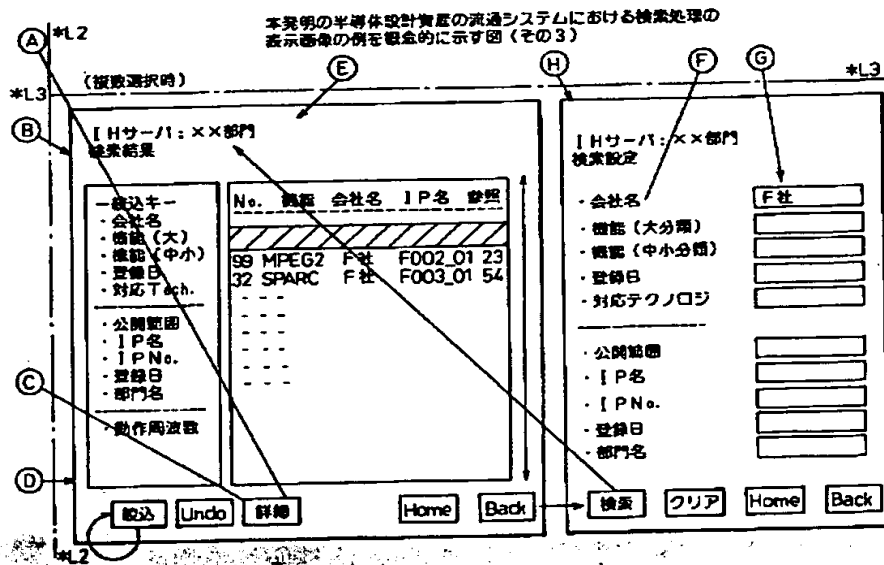 本発明の半導体設計資産の流通システムにおける検索処理の
表示画像の例を概念的に示す図（その３）
A
*L2
(複数選択時)
E
H
F
G
*L3
*L3
B
ＩＨサーバ：××部門
検索結果
一絞込キー
・会社名
・機能（大）
・機能（中小）
・登録日
・対応Tech.
・公開範囲
・ＩＰ名
・ＩＰNo.
・登録日
・部門名
・動作周波数
No. 機能 会社名 ＩＰ名 参照
99 MPEG2 F社 F002_01 23
32 SPARC F社 F003_01 54
- - -
- - -
- - -
- - -
- - -
C
D
絞込 Undo 詳細 Home Back
*L2
ＩＨサーバ：××部門
検索設定
・会社名 F社
・機能（大分類）
・機能（中小分類）
・登録日
・対応テクノロジ
・公開範囲
・ＩＰ名
・ＩＰNo.
・登録日
・部門名
検索 クリア Home Back